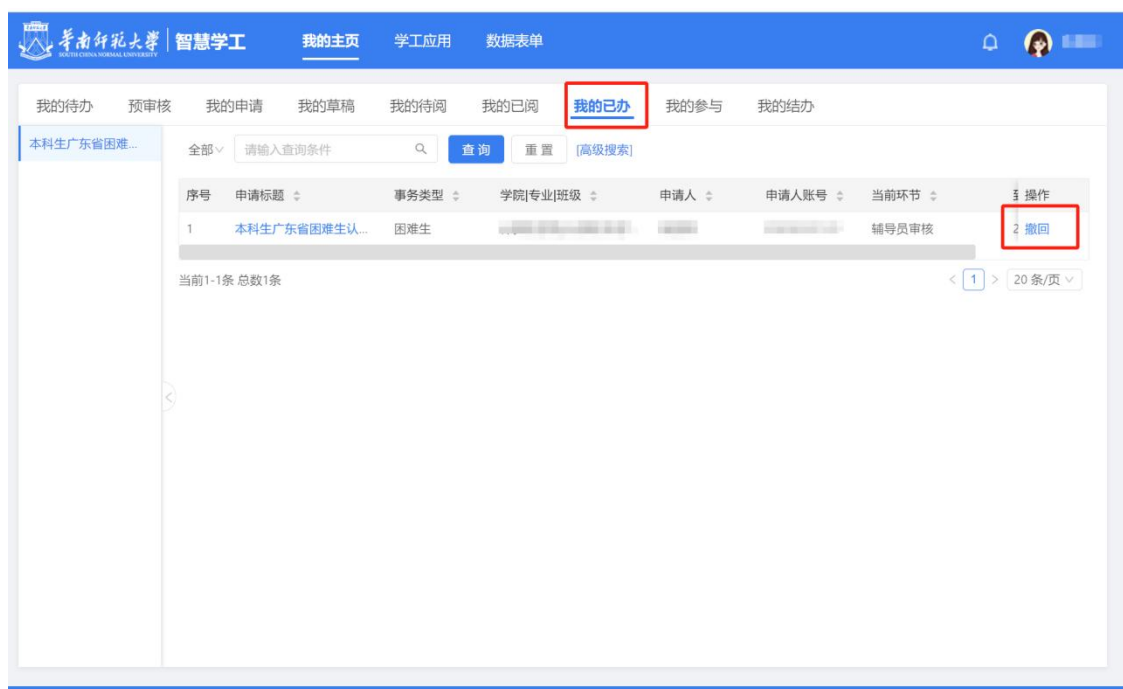 华南师范大学 智慧学工 我的主页 学工应用 数据表单
SOUTH CHINA NORMAL UNIVERSITY
我的待办 预审核 我的申请 我的草稿 我的待阅 我的已阅 我的已办 我的参与 我的结办
本科生广东省困难...
全部 请输入查询条件 查 询 重 置 [高级搜索]
序号 申请标题 事务类型 学院|专业|班级 申请人 申请人账号 当前环节 操作
1 本科生广东省困难生认... 困难生 辅导员审核 2 撤回
当前1-1条 总数1条 < 1 > 20 条/页